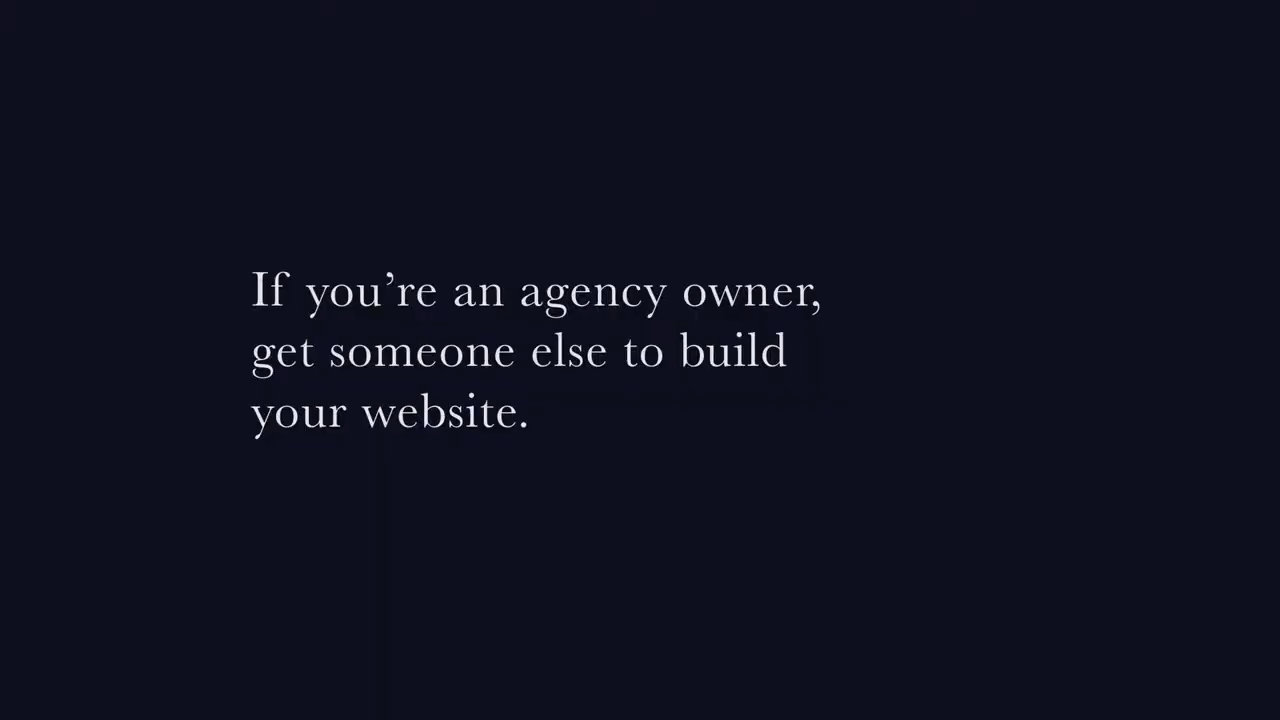 If you’re an agency owner,
get someone else to build
your website.